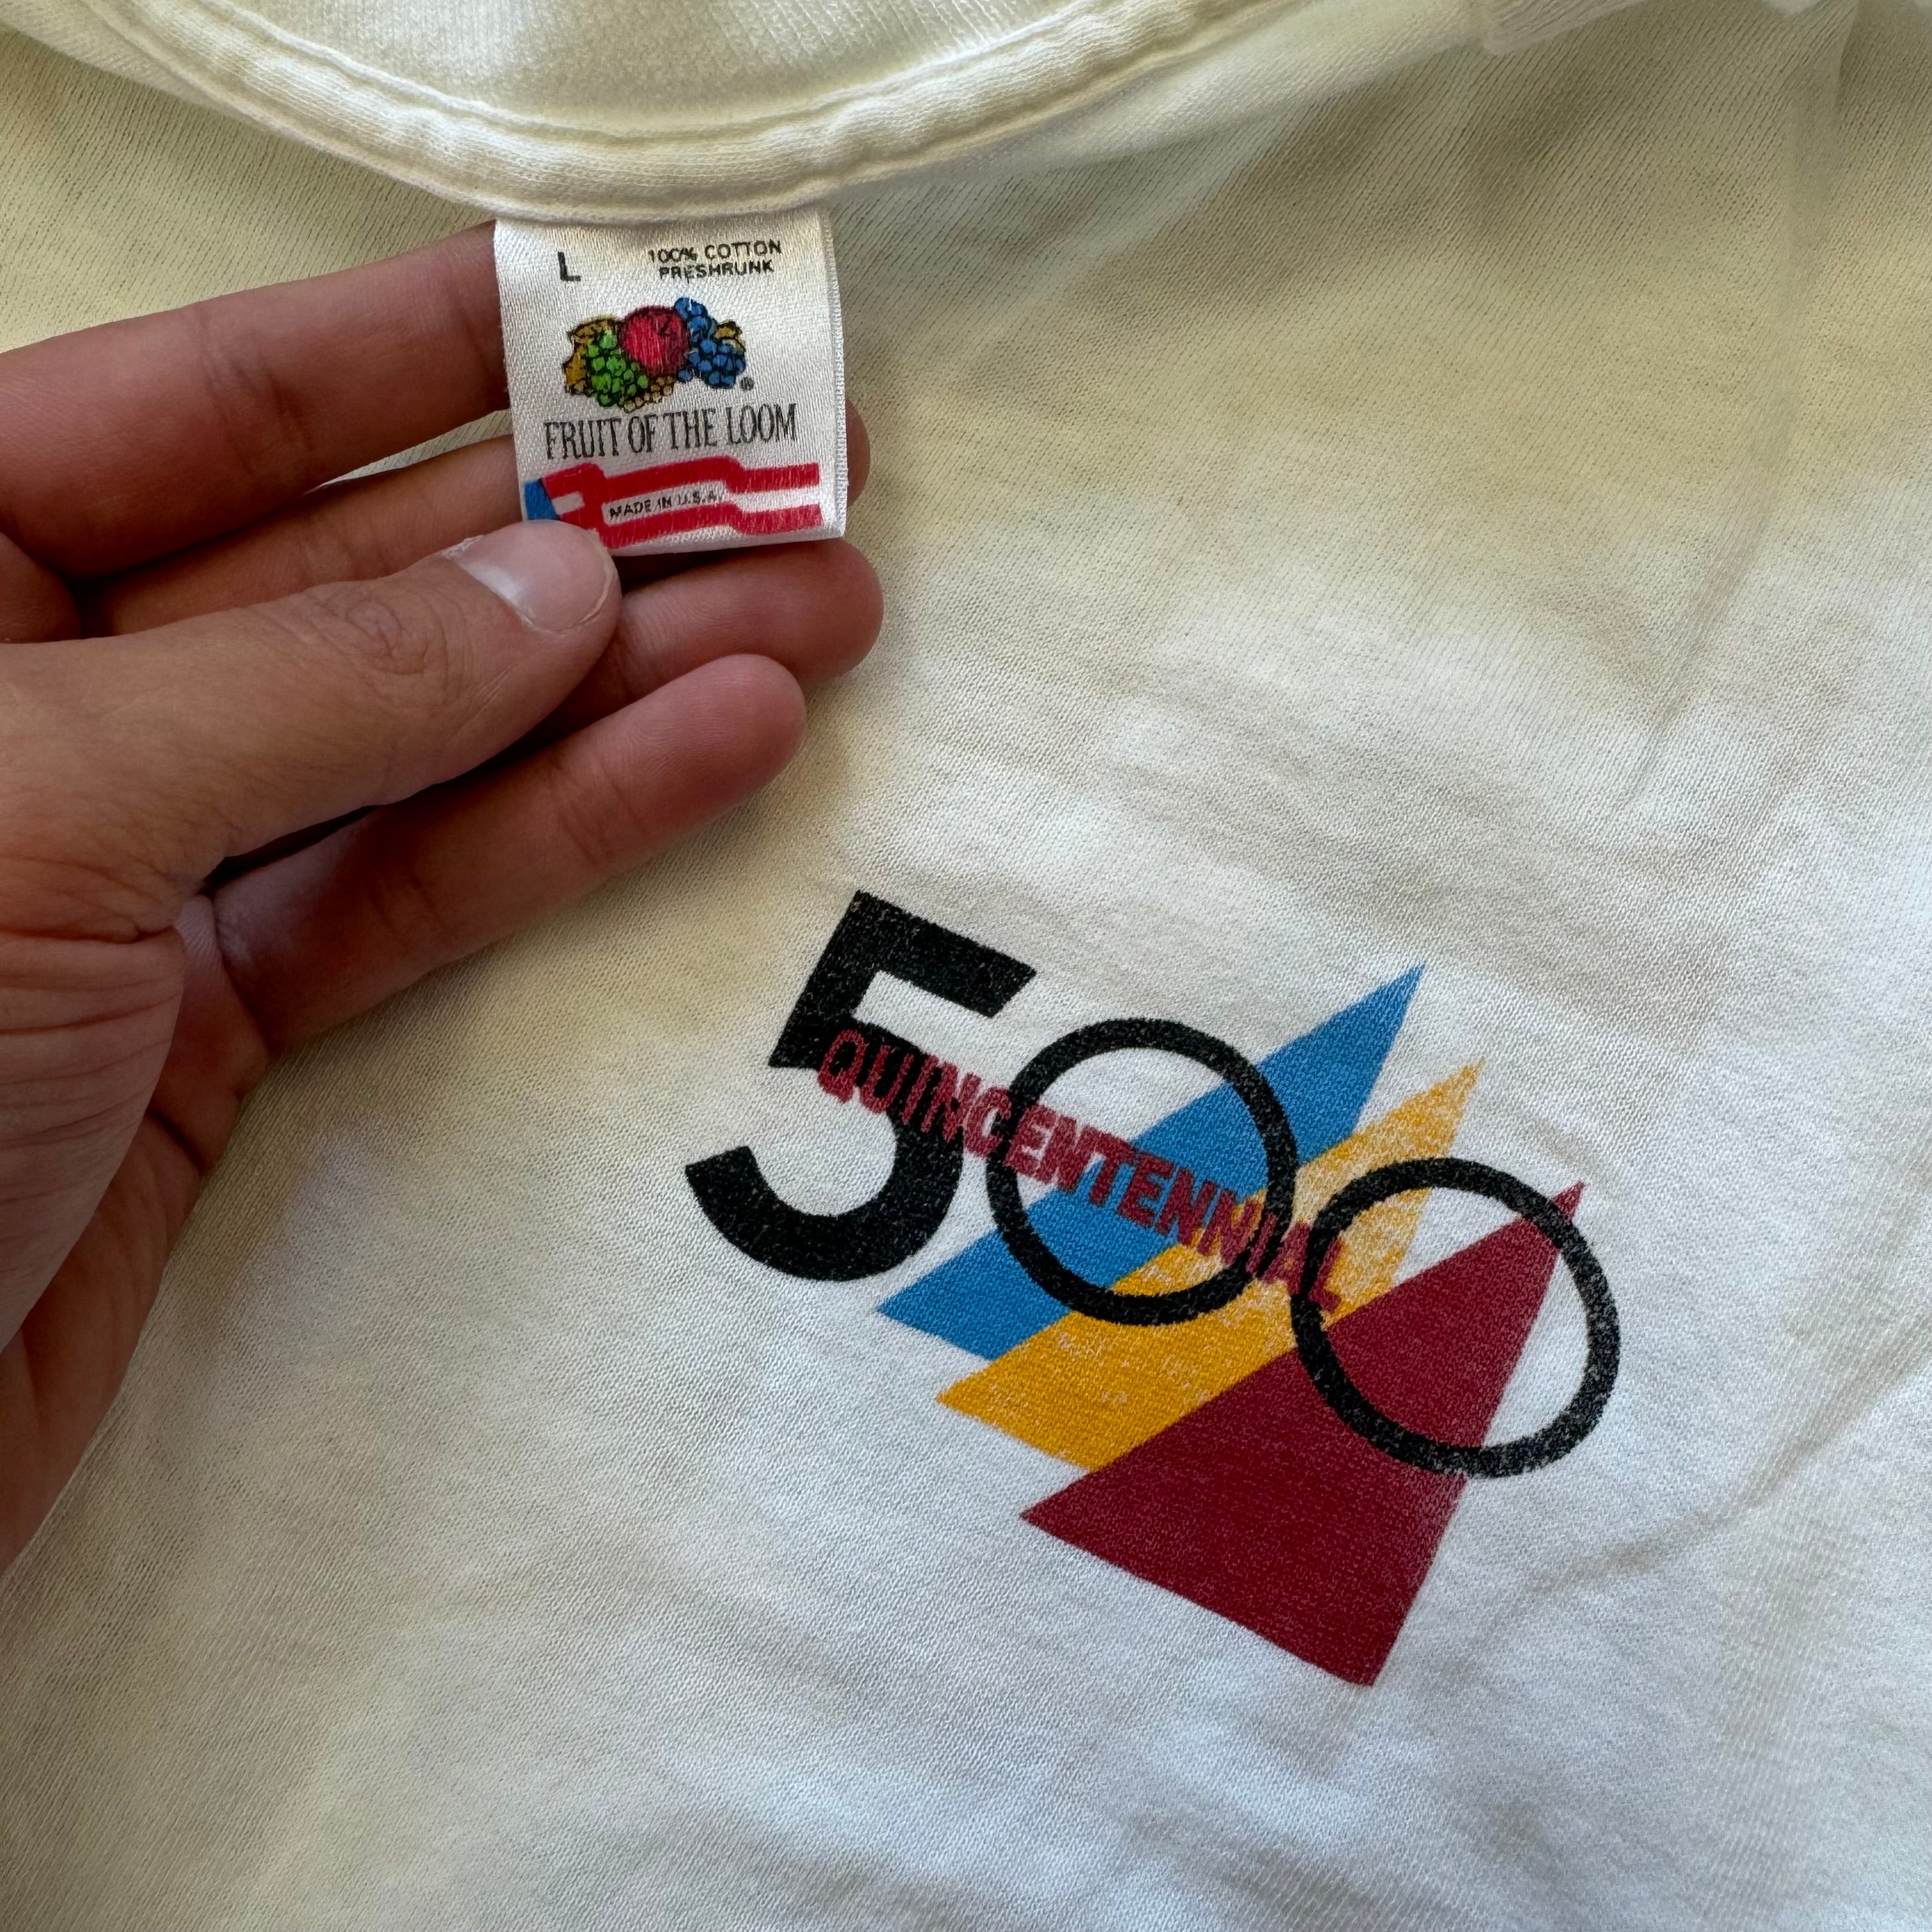 L
100% COTTON
PRESHRUNK
FRUIT OF THE LOOM
MADE IN U.S.A.
500
QUINCENTENNIAL